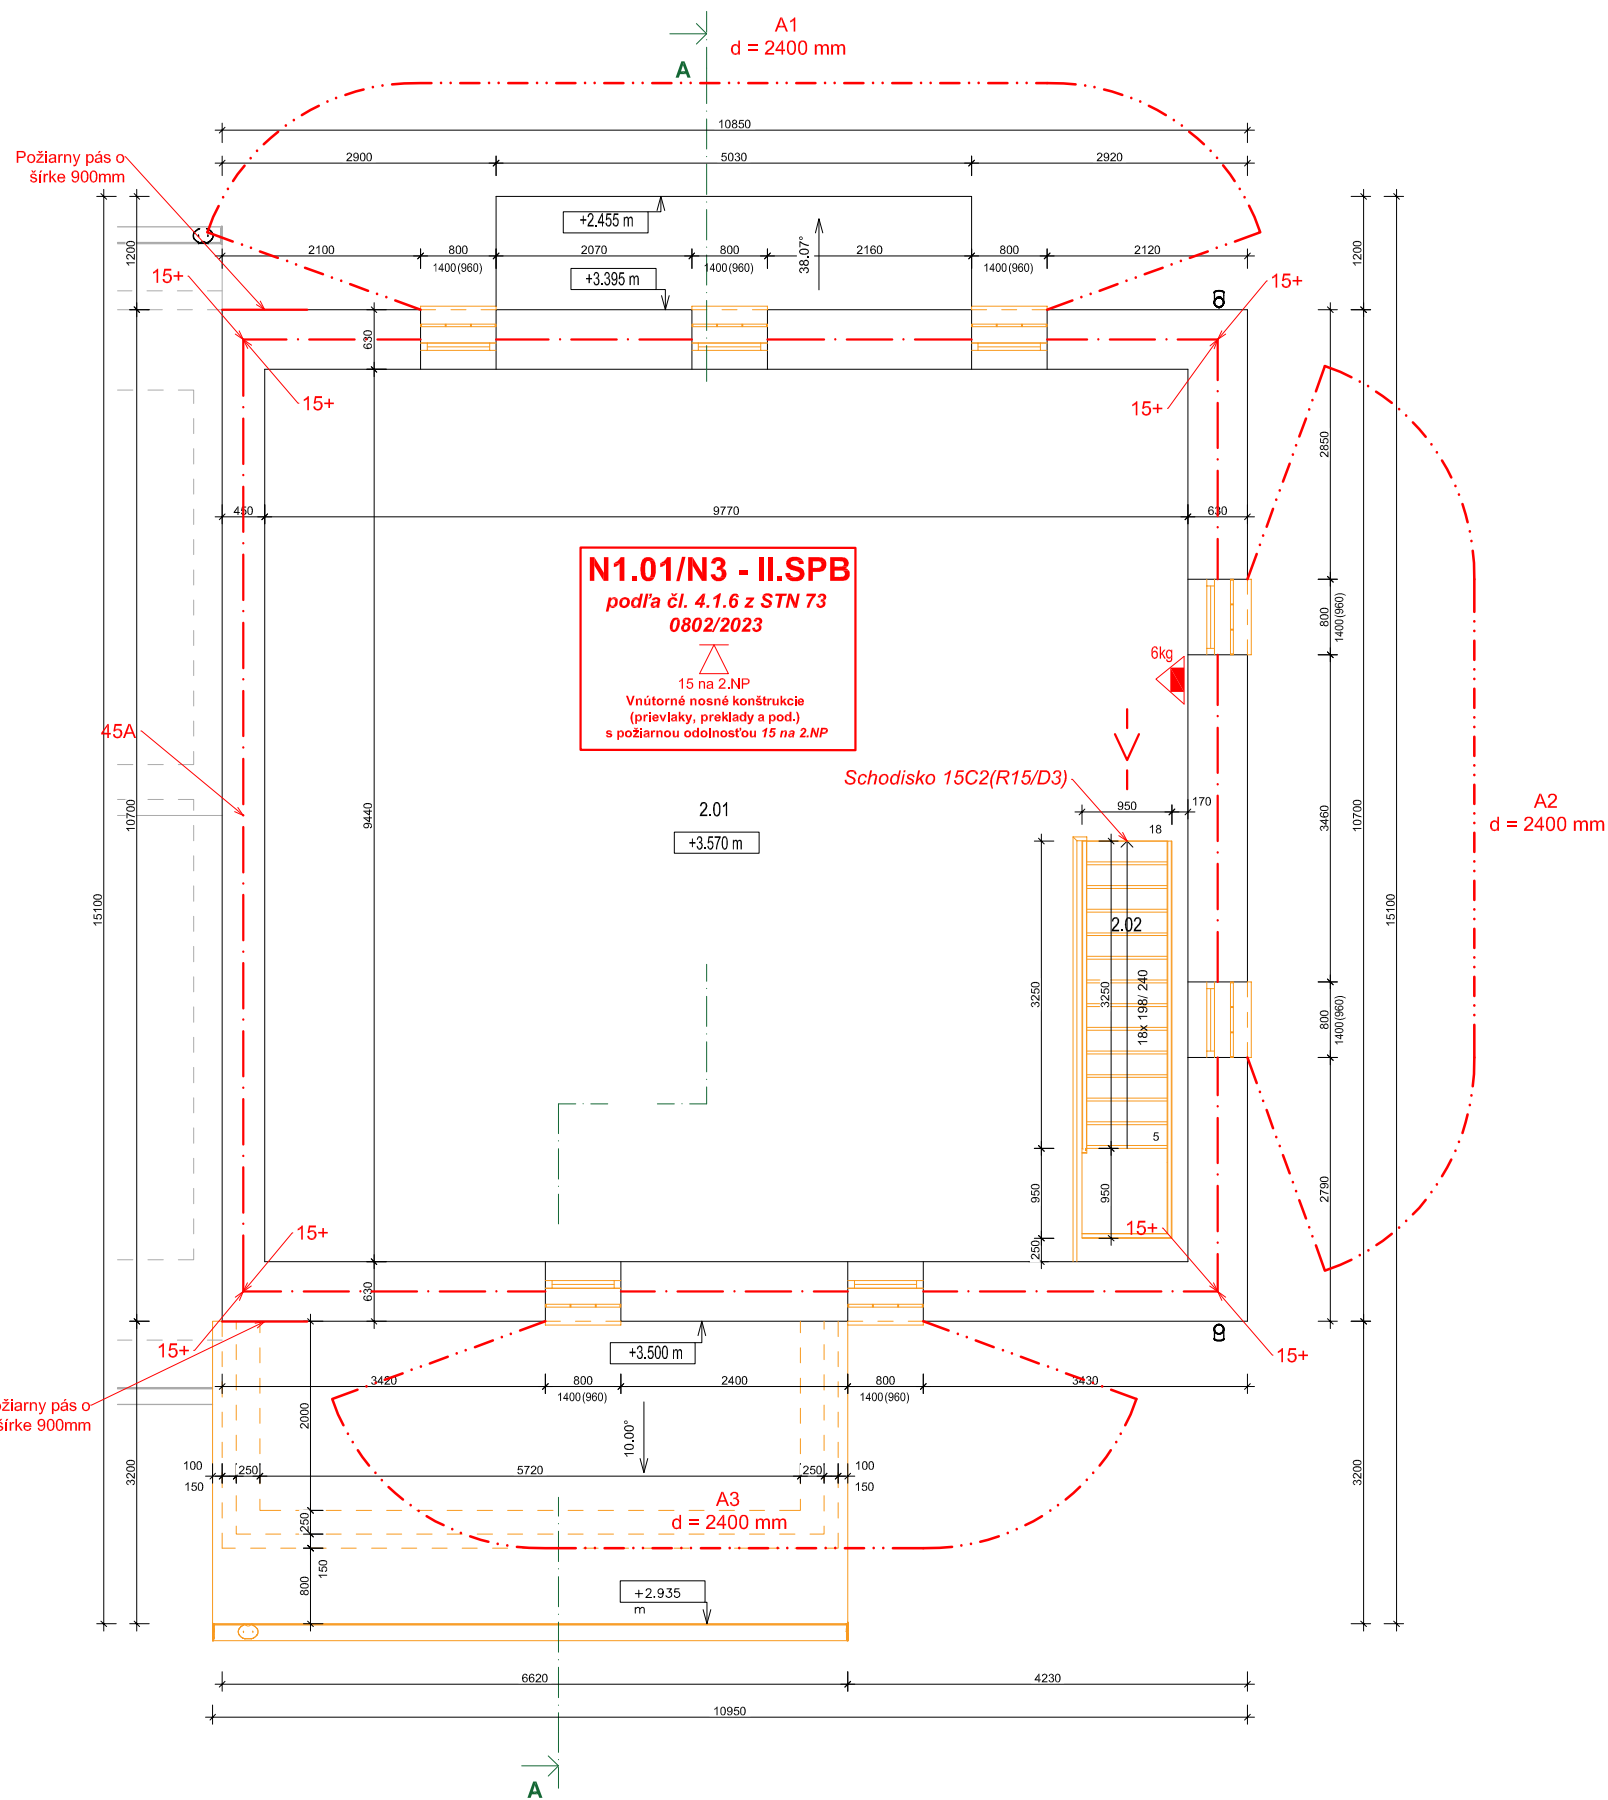 A1
d = 2400 mm
A
10850
2900
5030
2920
Požiarny pás o
šírke 900mm
+2.455 m
1200
2100
800
1400(960)
2070
800
1400(960)
2160
38.07°
800
1400(960)
2120
1200
+3.395 m
15+
15+
630
15+
15+
2850
450
9770
630
N1.01/N3 - II.SPB
podľa čl. 4.1.6 z STN 73
0802/2023
15 na 2.NP
Vnútorné nosné konštrukcie
(prievlaky, preklady a pod.)
s požiarnou odolnosťou 15 na 2.NP
800
1400(960)
6kg
45A
Schodisko 15C2(R15/D3)
2.01
+3.570 m
950
170
18
A2
d = 2400 mm
10700
9440
3460
10700
15100
15100
2.02
3250
3250
18x 198/ 240
800
1400(960)
5
950
950
2790
15+
15+
250
630
15+
15+
+3.500 m
3420
800
1400(960)
2400
800
1400(960)
3430
žiarny pás o
šírke 900mm
2000
10.00°
3200
3200
100
150
250
5720
250
100
150
A3
d = 2400 mm
250
150
800
+2.935
m
6620
4230
10950
A